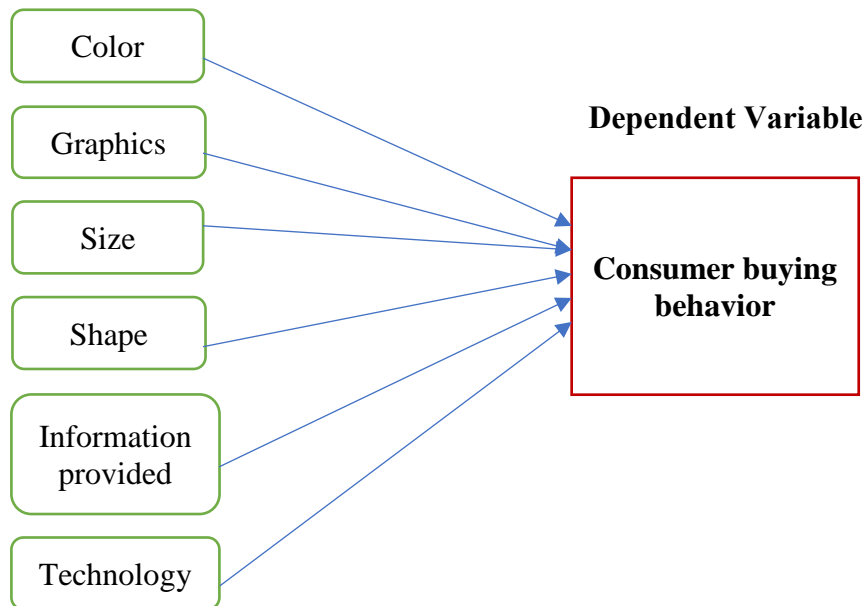 Color
Graphics
Size
Shape
Information
provided
Technology
Dependent Variable
Consumer buying
behavior